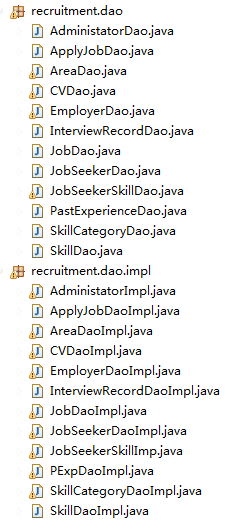 recruitment.dao
AdministatorDao.java
ApplyJobDao.java
AreaDao.java
CVDao.java
EmployerDao.java
InterviewRecordDao.java
JobDao.java
JobSeekerDao.java
JobSeekerSkillDao.java
PastExperienceDao.java
SkillCategoryDao.java
SkillDao.java
recruitment.dao.impl
AdministatorImpl.java
ApplyJobDaoImpl.java
AreaDaoImpl.java
CVDaoImpl.java
EmployerDaoImpl.java
InterviewRecordDaoImpl.java
JobDaoImpl.java
JobSeekerDaoImpl.java
JobSeekerSkillImp.java
PExpDaoImpl.java
SkillCategoryDaoImpl.java
SkillDaoImpl.java